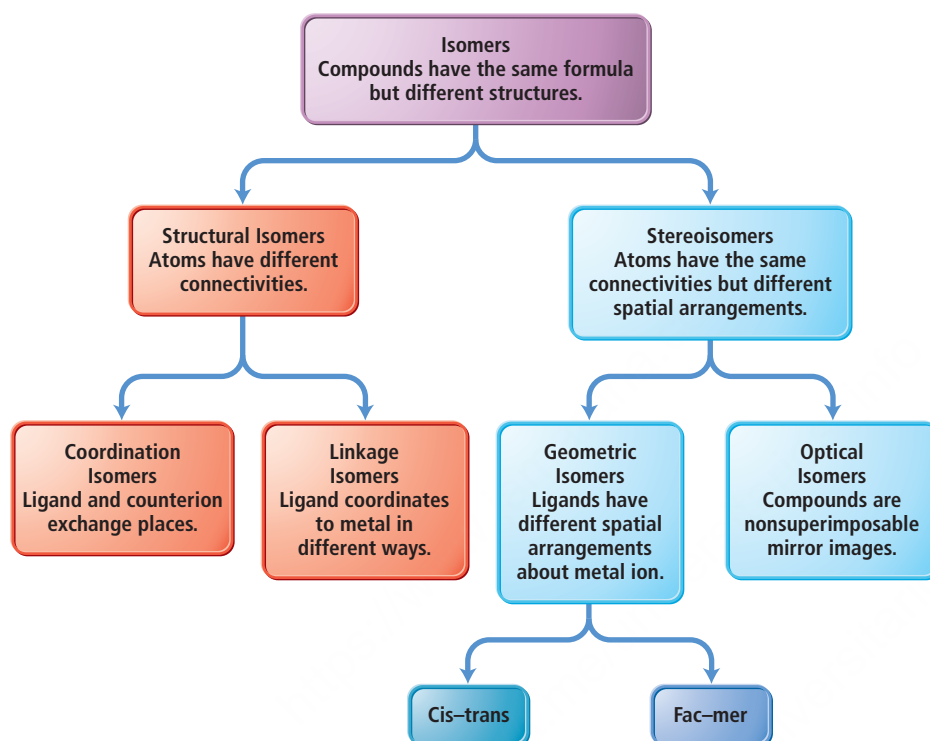 Isomers
Compounds have the same formula
but different structures.
Structural Isomers
Atoms have different
connectivities.
Stereoisomers
Atoms have the same
connectivities but different
spatial arrangements.
Coordination
Isomers
Ligand and counterion
exchange places.
Linkage
Isomers
Ligand coordinates
to metal in
different ways.
Geometric
Isomers
Ligands have
different spatial
arrangements
about metal ion.
Optical
Isomers
Compounds are
nonsuperimposable
mirror images.
Cis–trans
Fac–mer